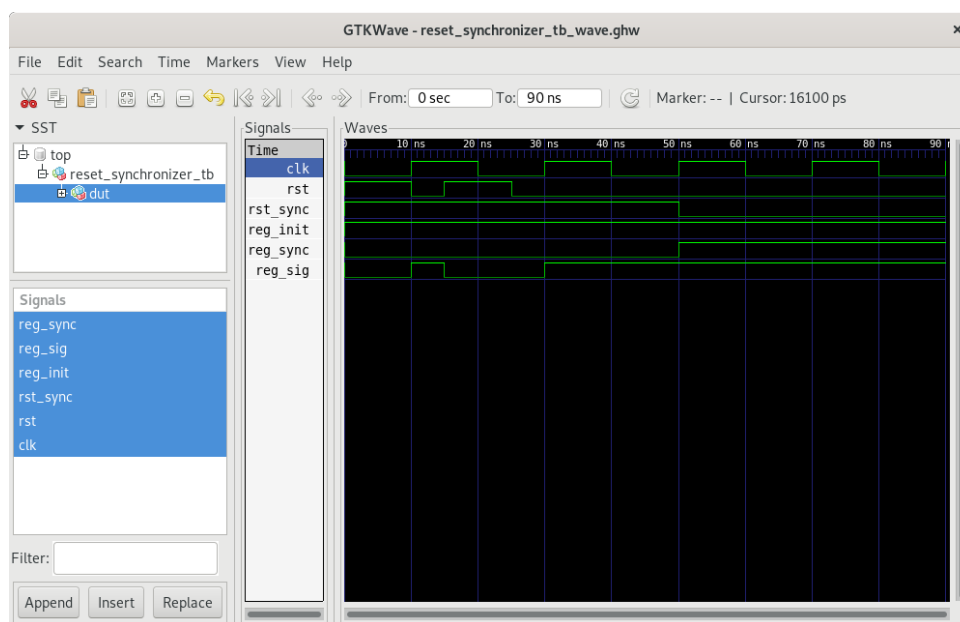 GTKWave - reset_synchronizer_tb_wave.ghw ×
File Edit Search Time Markers View Help
From: 0 sec To: 90 ns Marker: -- | Cursor: 16100 ps
SST
top
reset_synchronizer_tb
dut
Signals
reg_sync
reg_sig
reg_init
rst_sync
rst
clk
Filter:
Append Insert Replace
Signals
Time
clk
rst
rst_sync
reg_init
reg_sync
reg_sig
Waves
10 ns 20 ns 30 ns 40 ns 50 ns 60 ns 70 ns 80 ns 90